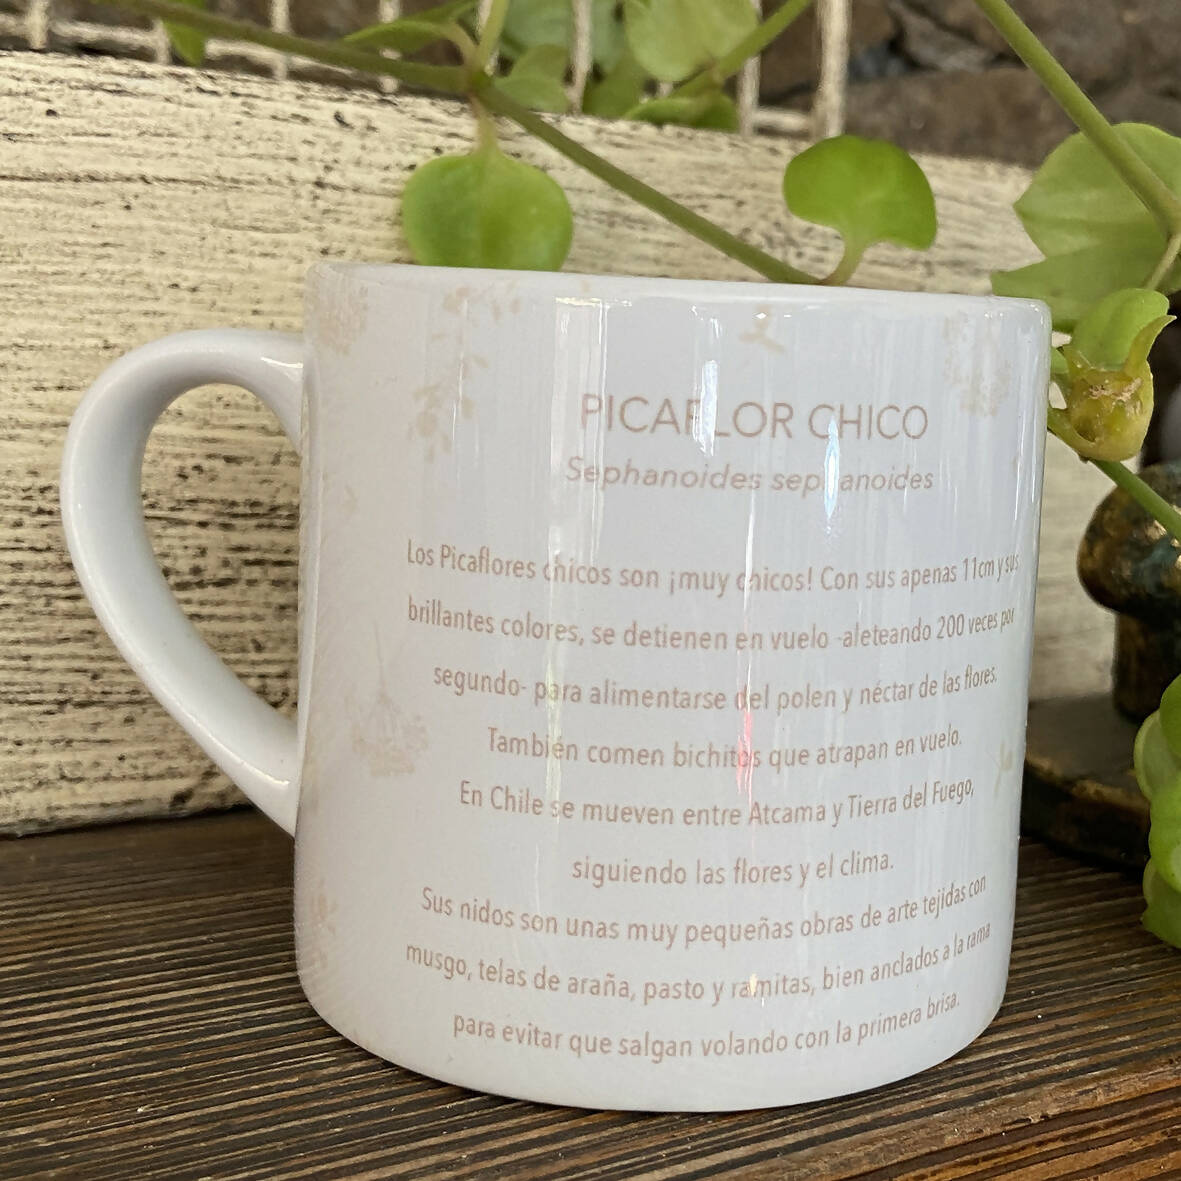 PICAFLOR CHICO
Sephanoides sephanoides
Los Picaflores chicos son ¡muy chicos! Con sus apenas 11cm y sus
brillantes colores, se detienen en vuelo -aleteando 200 veces por
segundo- para alimentarse del polen y néctar de las flores.
También comen bichitos que atrapan en vuelo.
En Chile se mueven entre Atcama y Tierra del Fuego,
siguiendo las flores y el clima.
Sus nidos son unas muy pequeñas obras de arte tejidas con
musgo, telas de araña, pasto y ramitas, bien anclados a la rama
para evitar que salgan volando con la primera brisa.